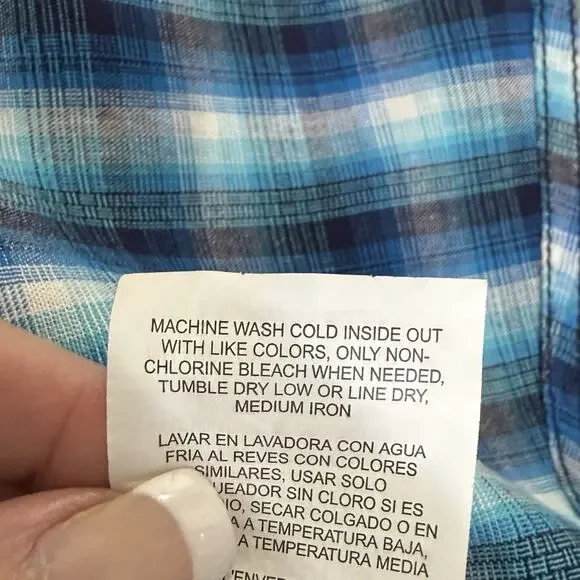 MACHINE WASH COLD INSIDE OUT
WITH LIKE COLORS, ONLY NON-
CHLORINE BLEACH WHEN NEEDED,
TUMBLE DRY LOW OR LINE DRY,
MEDIUM IRON
LAVAR EN LAVADORA CON AGUA
FRIA AL REVES CON COLORES
SIMILARES, USAR SOLO
SIN CLORO SI ES
SECAR COLGADO O EN
A TEMPERATURA BAJA,
A TEMPERATURA MEDIA